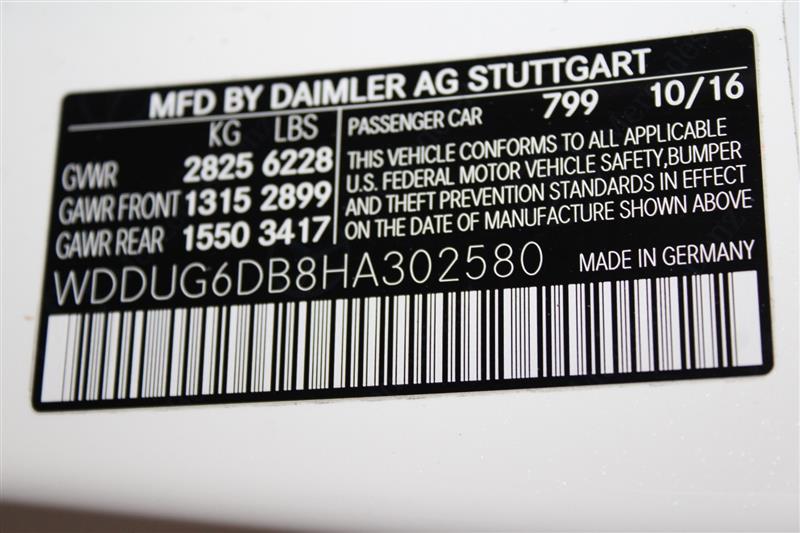 MFD BY DAIMLER AG STUTTGART
KG LBS
GVWR 2825 6228
GAWR FRONT 1315 2899
GAWR REAR 1550 3417
PASSENGER CAR 799 10/16
THIS VEHICLE CONFORMS TO ALL APPLICABLE
U.S. FEDERAL MOTOR VEHICLE SAFETY,BUMPER
AND THEFT PREVENTION STANDARDS IN EFFECT
ON THE DATE OF MANUFACTURE SHOWN ABOVE
WDDUG6DB8HA302580 MADE IN GERMANY